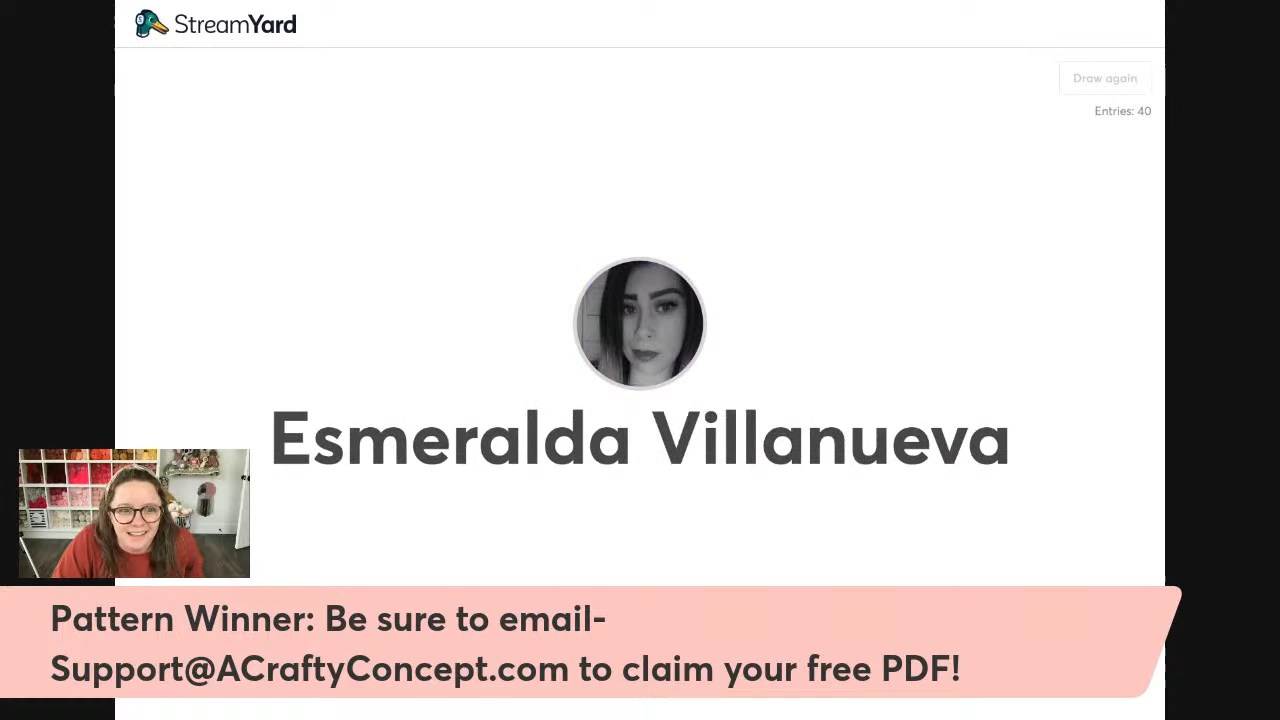 StreamYard
Draw again
Entries: 40
Esmeralda Villanueva
Pattern Winner: Be sure to email-
Support@ACraftyConcept.com to claim your free PDF!